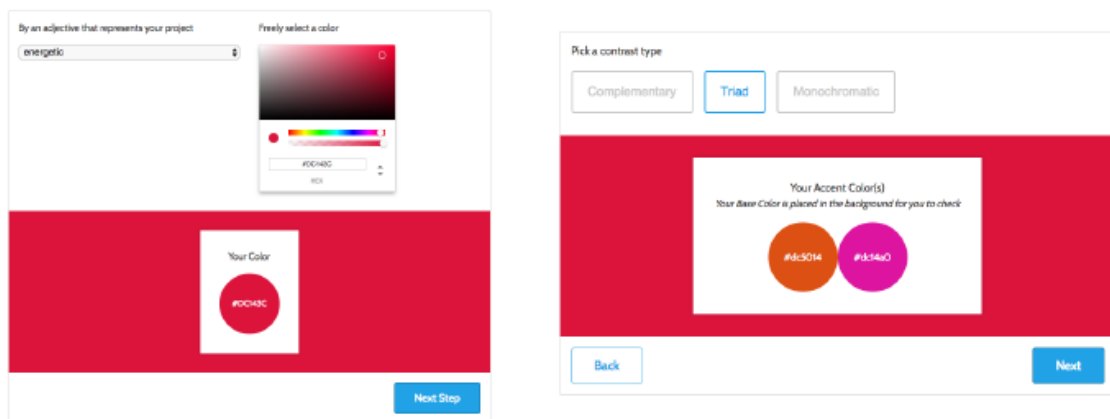 By an adjective that represents your project
energetic
Freely select a color
#DC143C
HEX
Your Color
#DC143C
Next Step
Pick a contrast type
Complementary
Triad
Monochromatic
Your Accent Color(s)
Your Base Color is placed in the background for you to check
#dc5014
#dc14a0
Back
Next